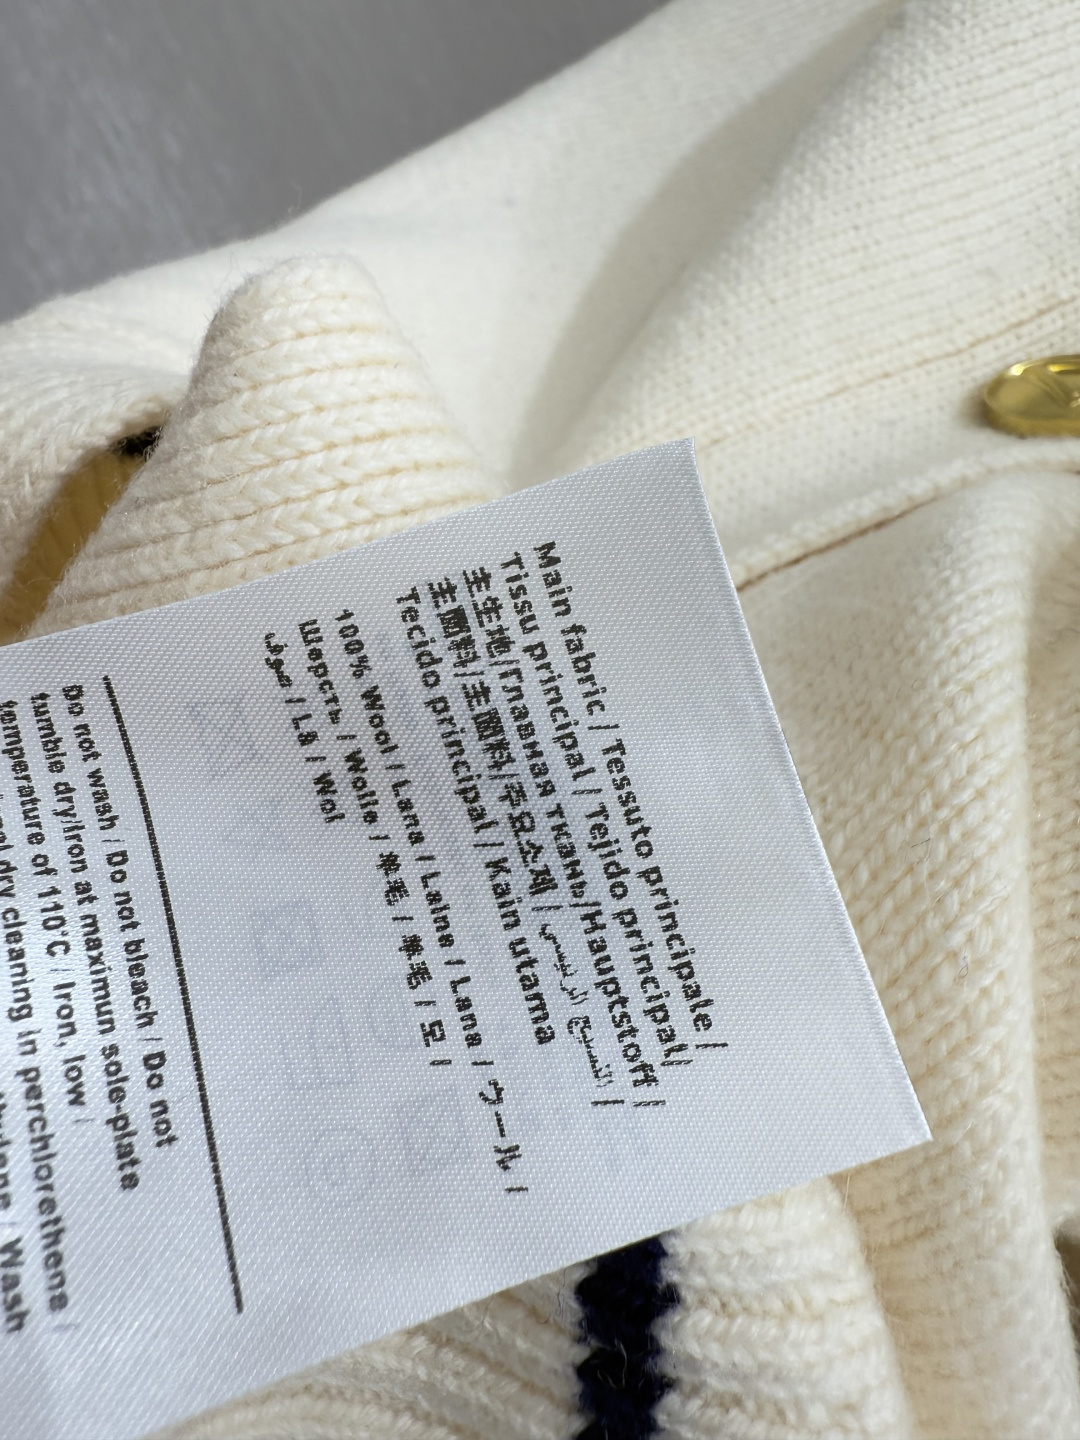 Main fabric / Tessuto principale /
Tissu principal / Tejido principal/
主生地/Главная ткань/Hauptstoff /
主面料/主面料/주요소재 / النسيج الرئيسي /
Tecido principal / Kain utama
100% Wool / Lana / Laine / Lana / ウール /
Шерсть / Wolle / 羊毛 / 羊毛 / 모 /
صوف / Lã / Wol
Do not wash / Do not bleach / Do not
tumble dry/Iron at maximun sole-plate
temperature of 110°C / Iron, low /
dry cleaning in perchlorethene /
/ Wash